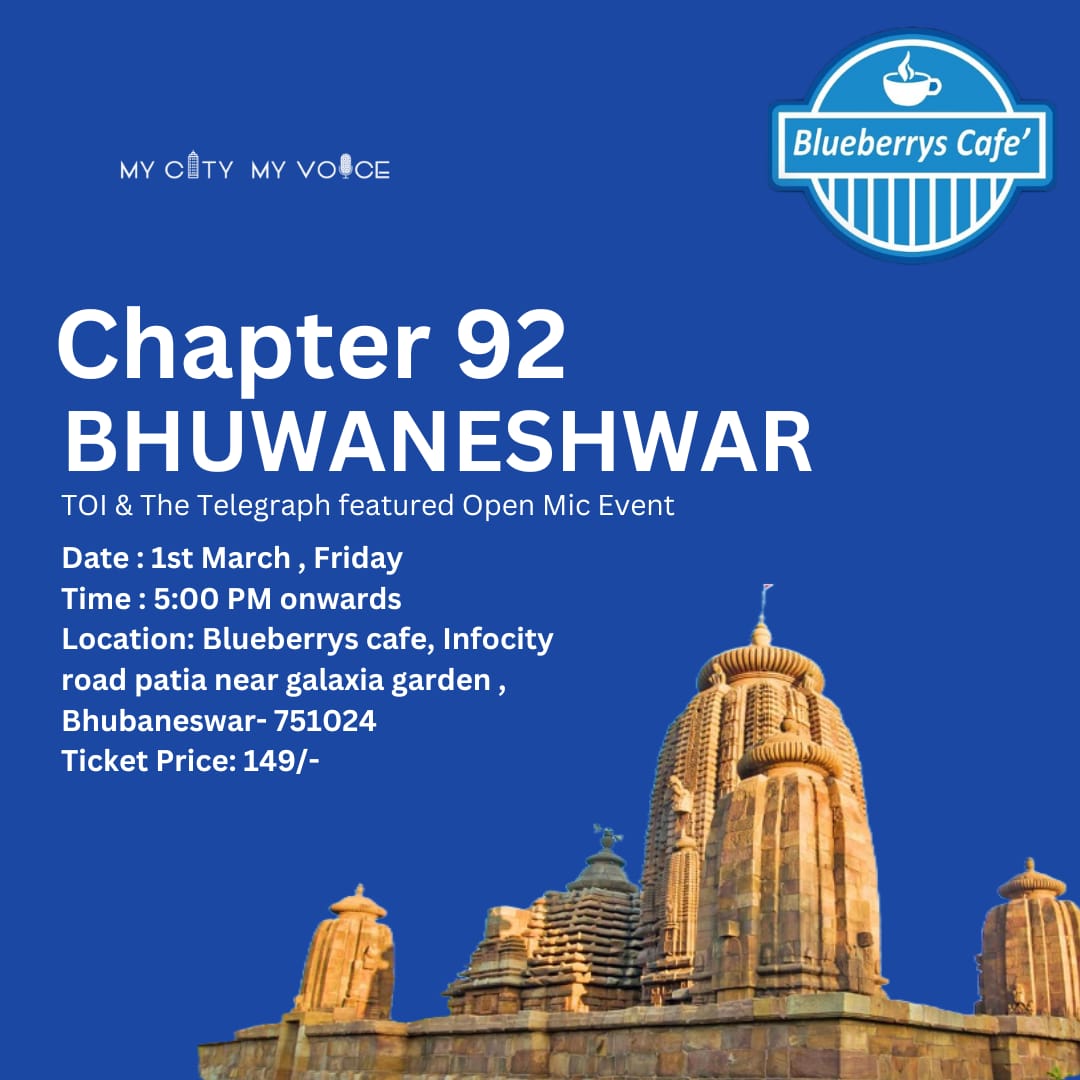 MY CITY MY VOICE
Blueberrys Cafe'
Chapter 92
BHUWANESHWAR
TOI & The Telegraph featured Open Mic Event
Date : 1st March , Friday
Time : 5:00 PM onwards
Location: Blueberrys cafe, Infocity
road patia near galaxia garden ,
Bhubaneswar- 751024
Ticket Price: 149/-